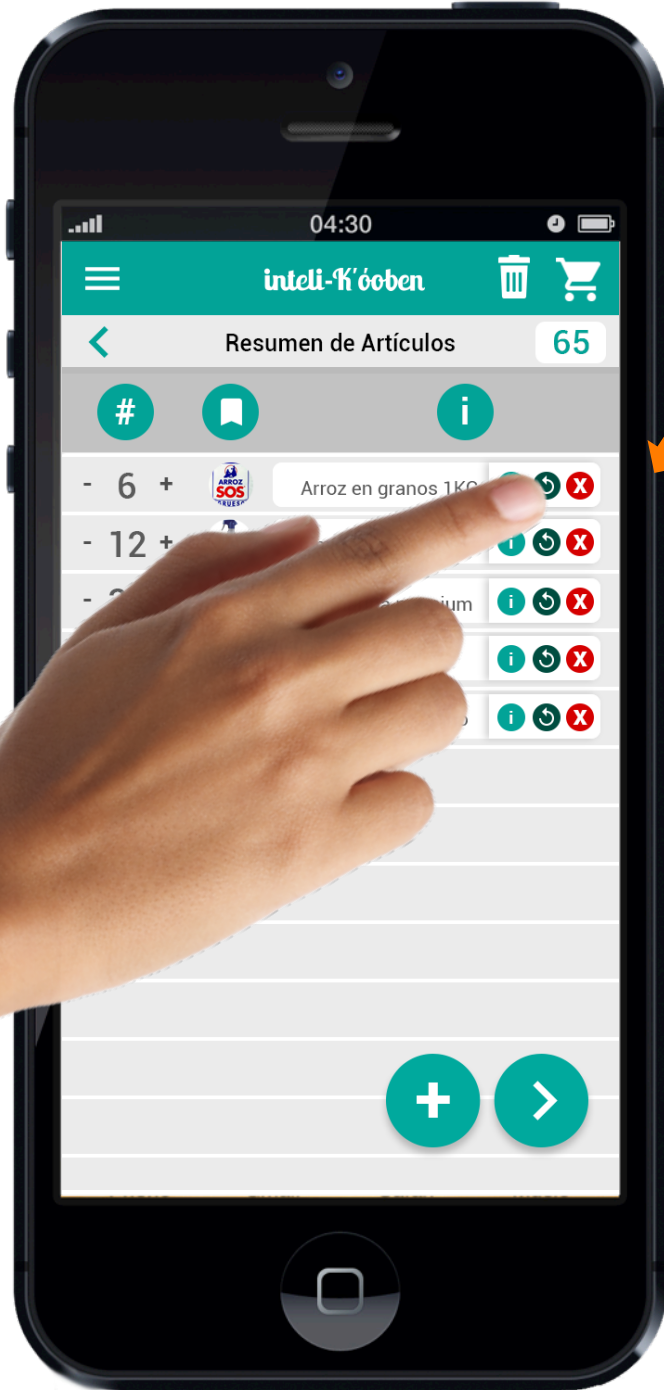 04:30
inteli-K'óoben
Resumen de Artículos 65
# i
- 6 + ARROZ SOS Arroz en granos 1KG X
- 12 + i X
- ium i X
i X
i X
+